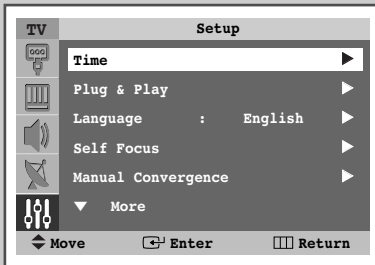 TV Setup
Time
Plug & Play
Language : English
Self Focus
Manual Convergence
More
Move Enter Return